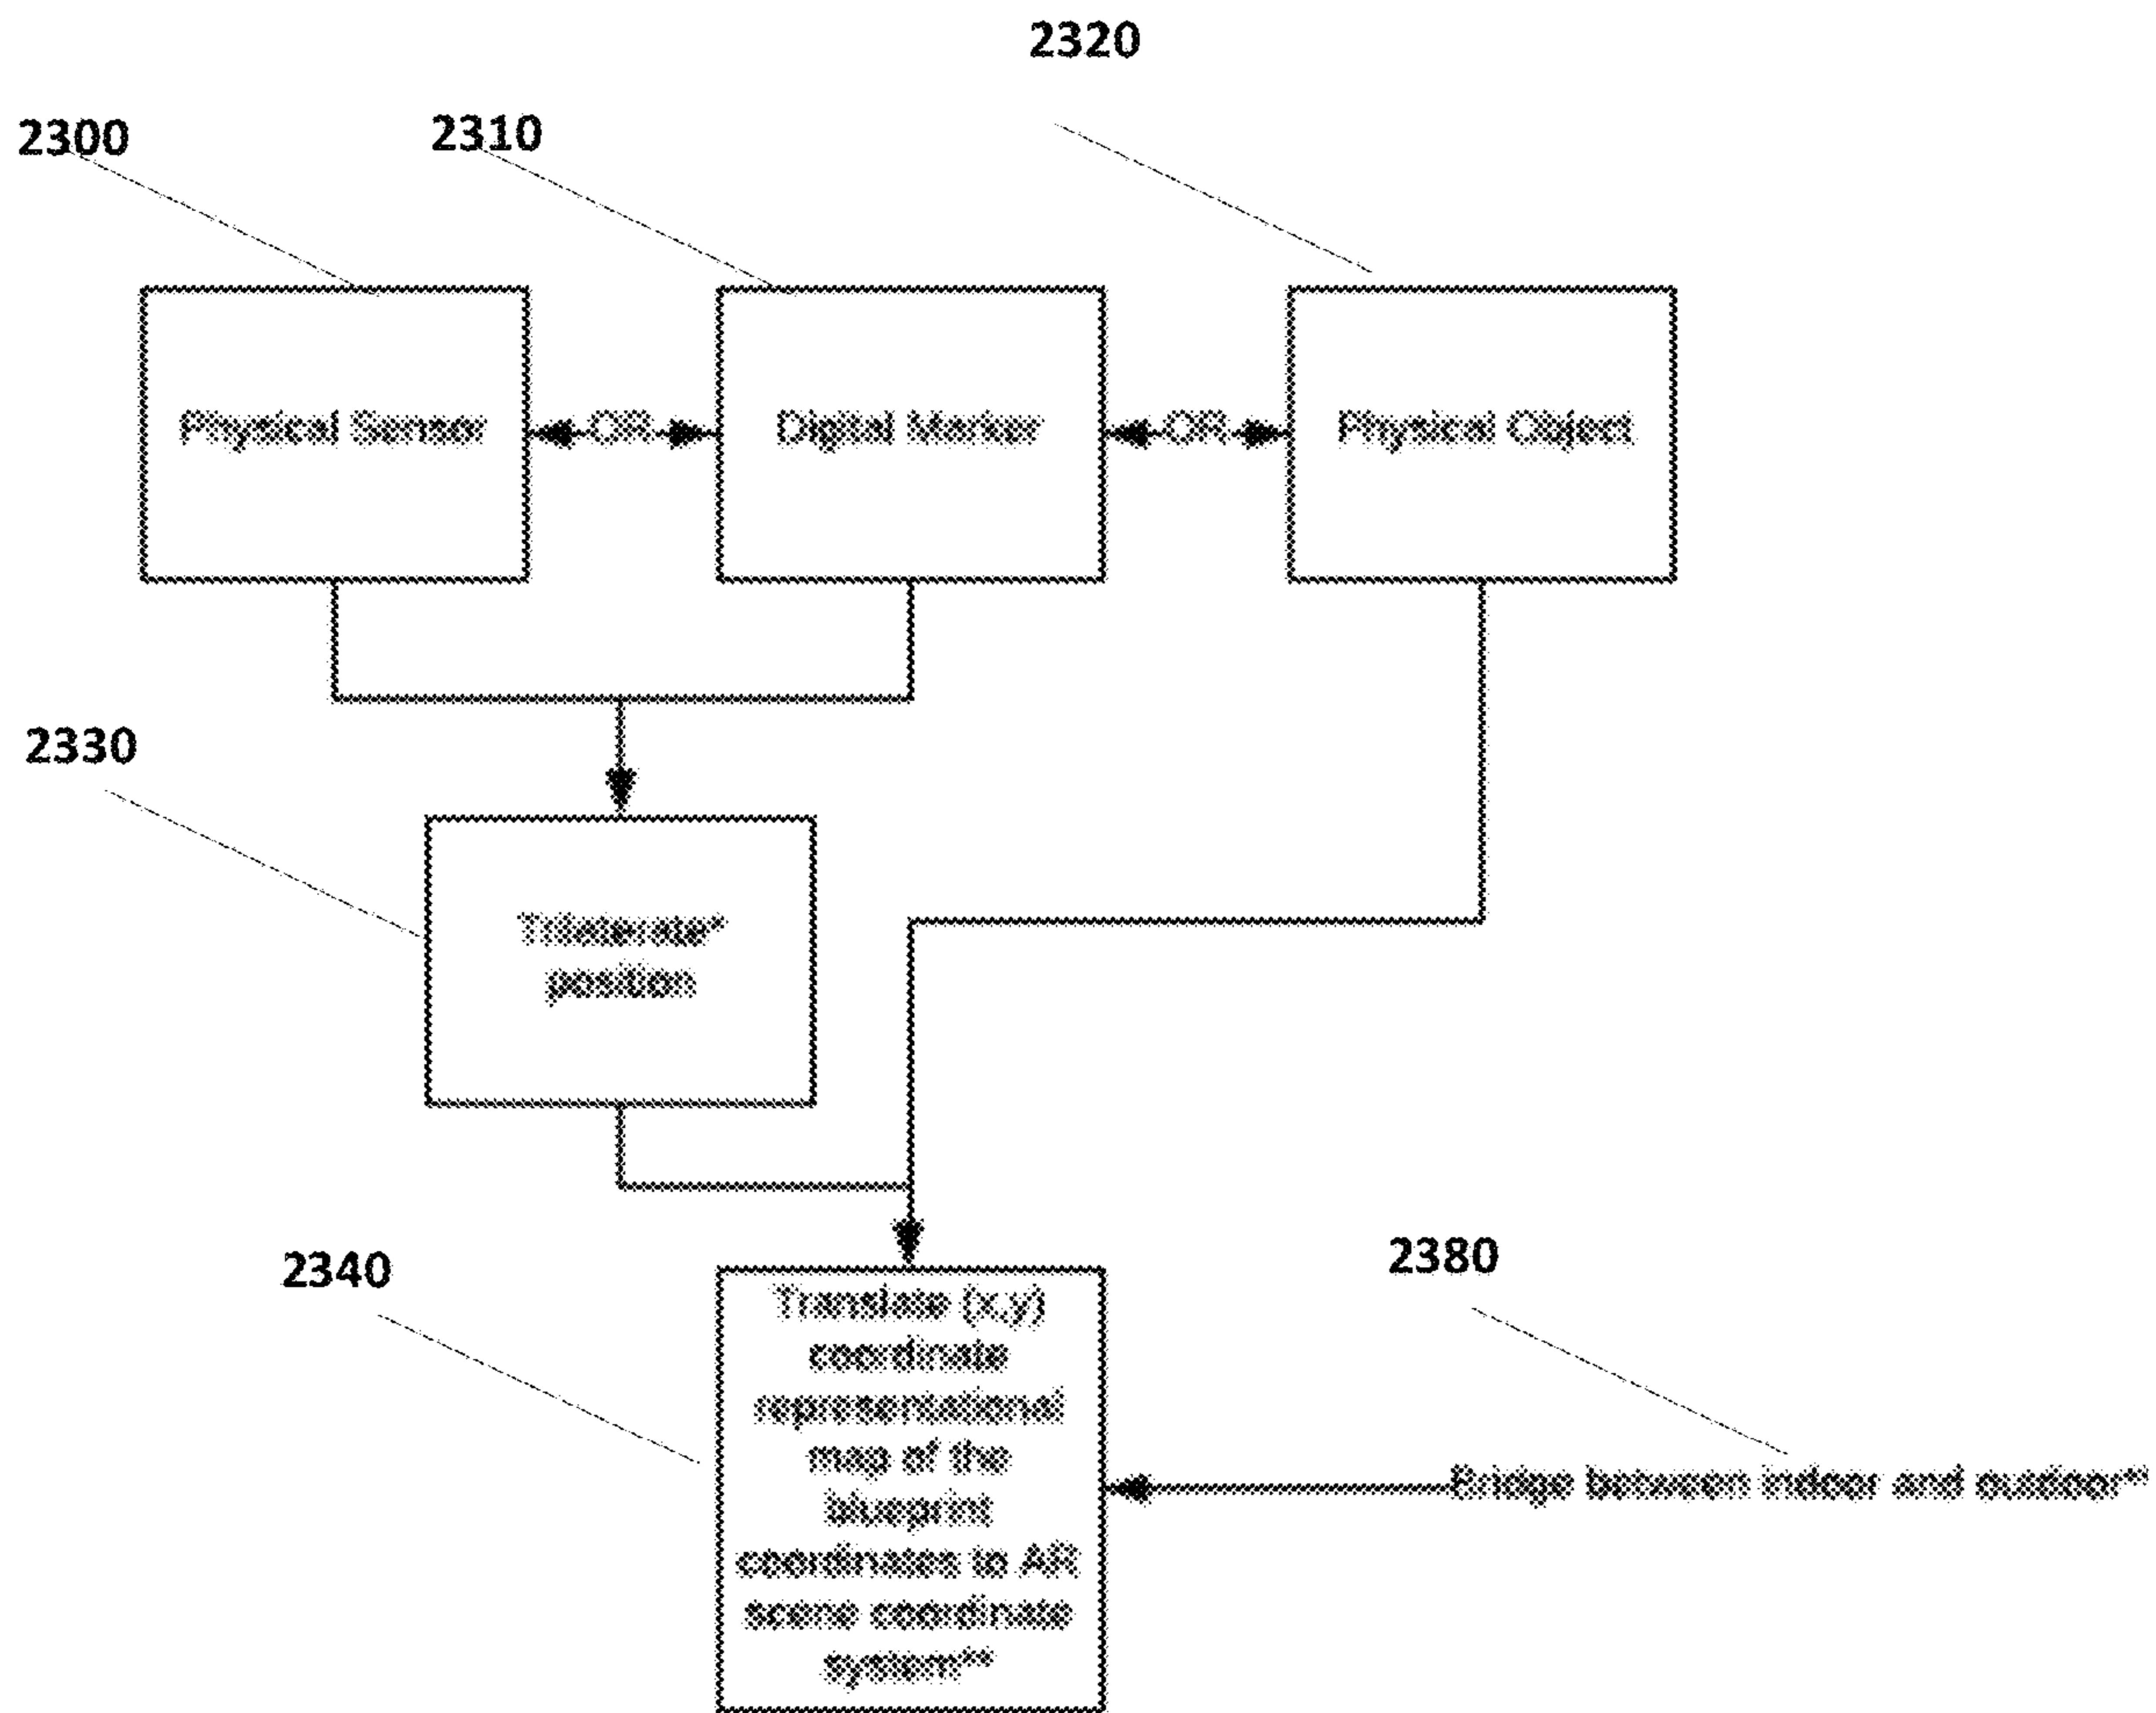 2320
2300
2310
Physical Sensor
OR
Digital Marker
OR
Physical Object
2330
Trilaterate*
position
2340
2380
Translate (x,y)
coordinate
representational
map of the
blueprint
coordinates to AR
scene coordinate
system**
Bridge between indoor and outdoor**